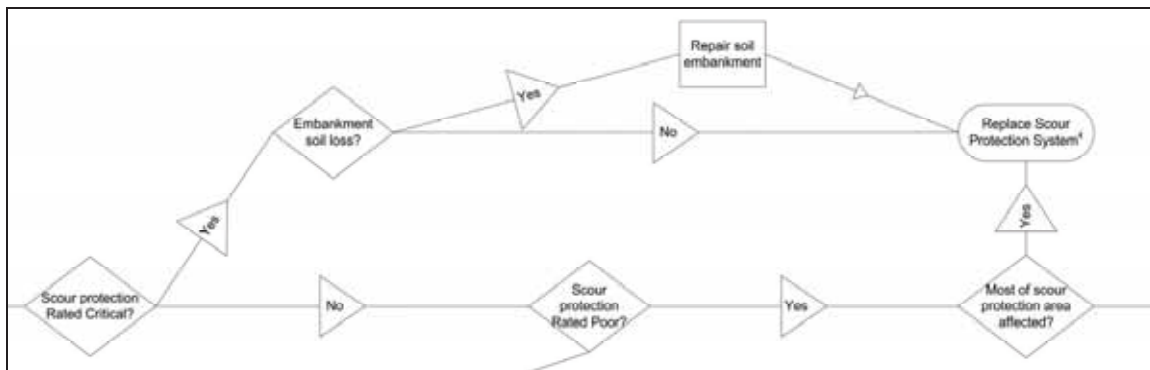 Repair soil
embankment
Yes
Embankment
soil loss?
No
Replace Scour
Protection System⁴
Yes
Yes
Scour protection
Rated Critical?
No
Scour
protection
Rated Poor?
Yes
Most of scour
protection area
affected?